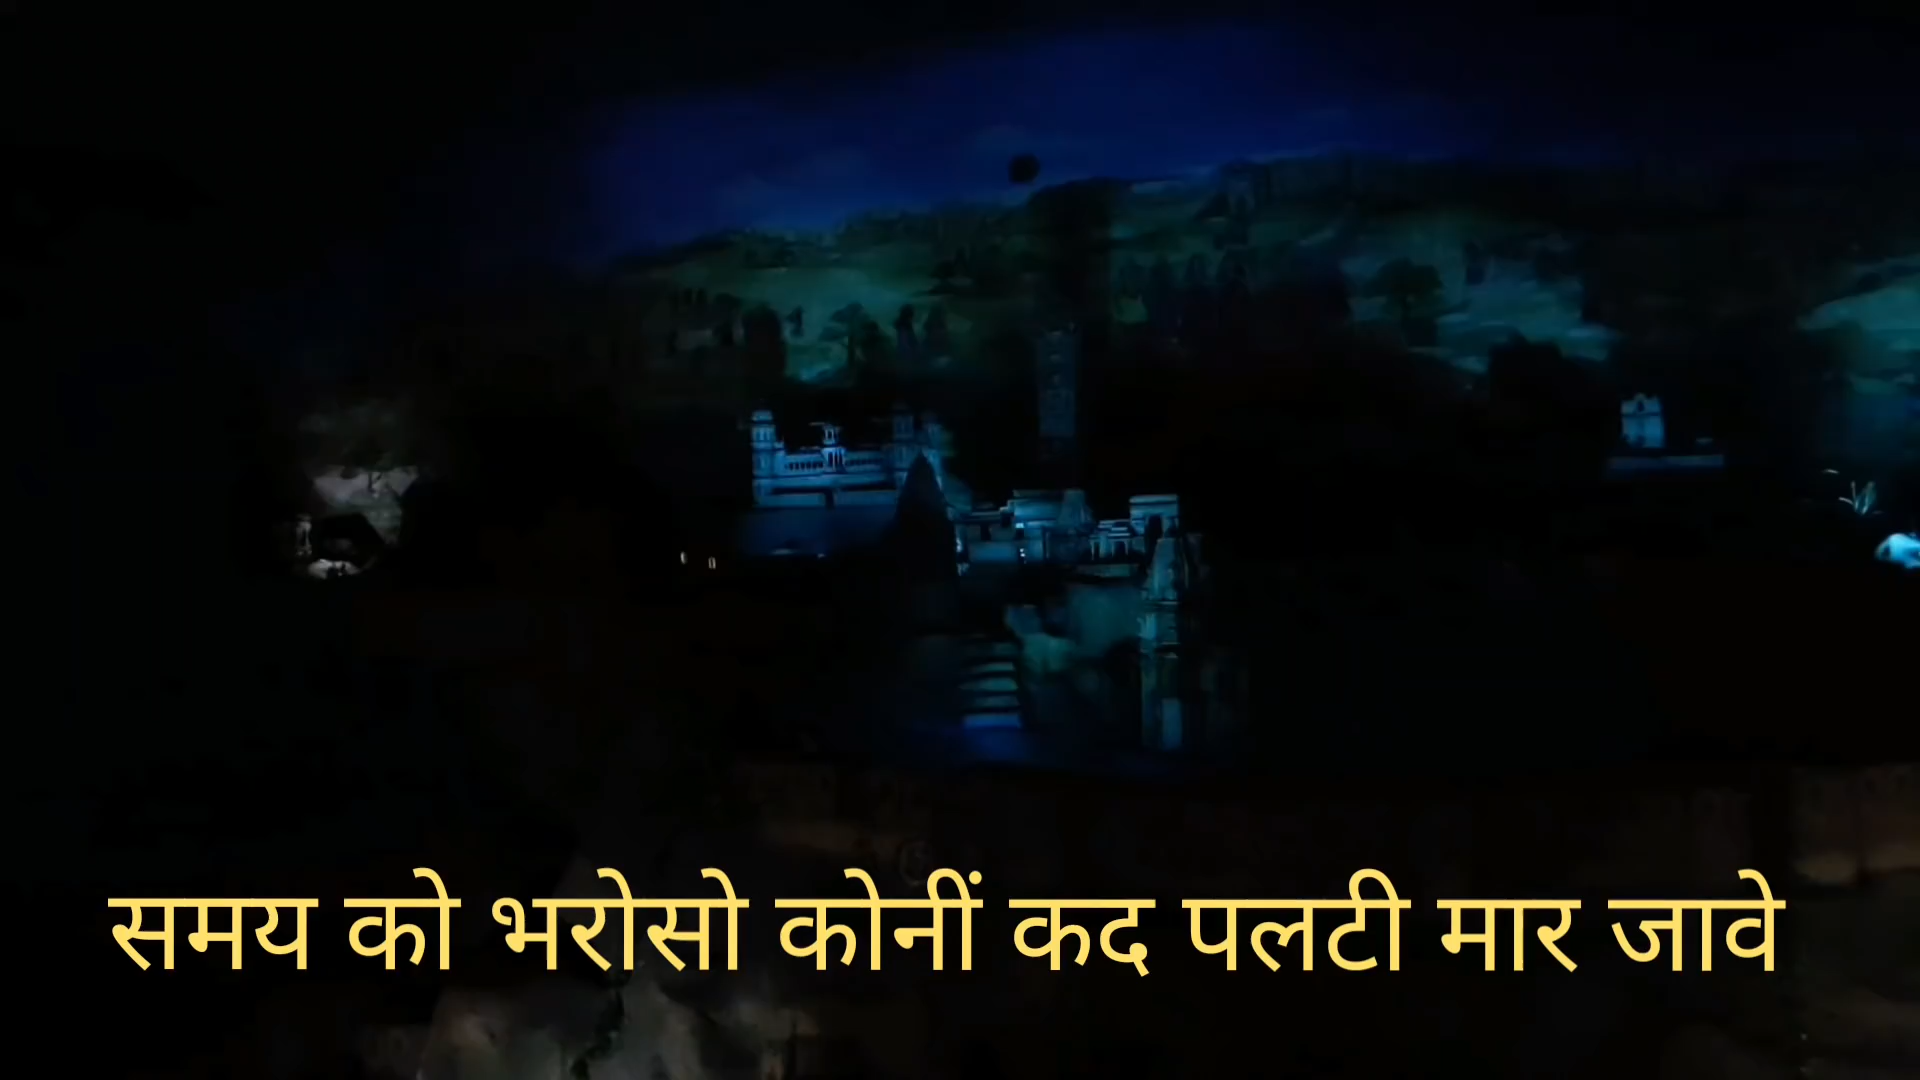 समय को भरोसो कोनीं कद पलटी मार जावे